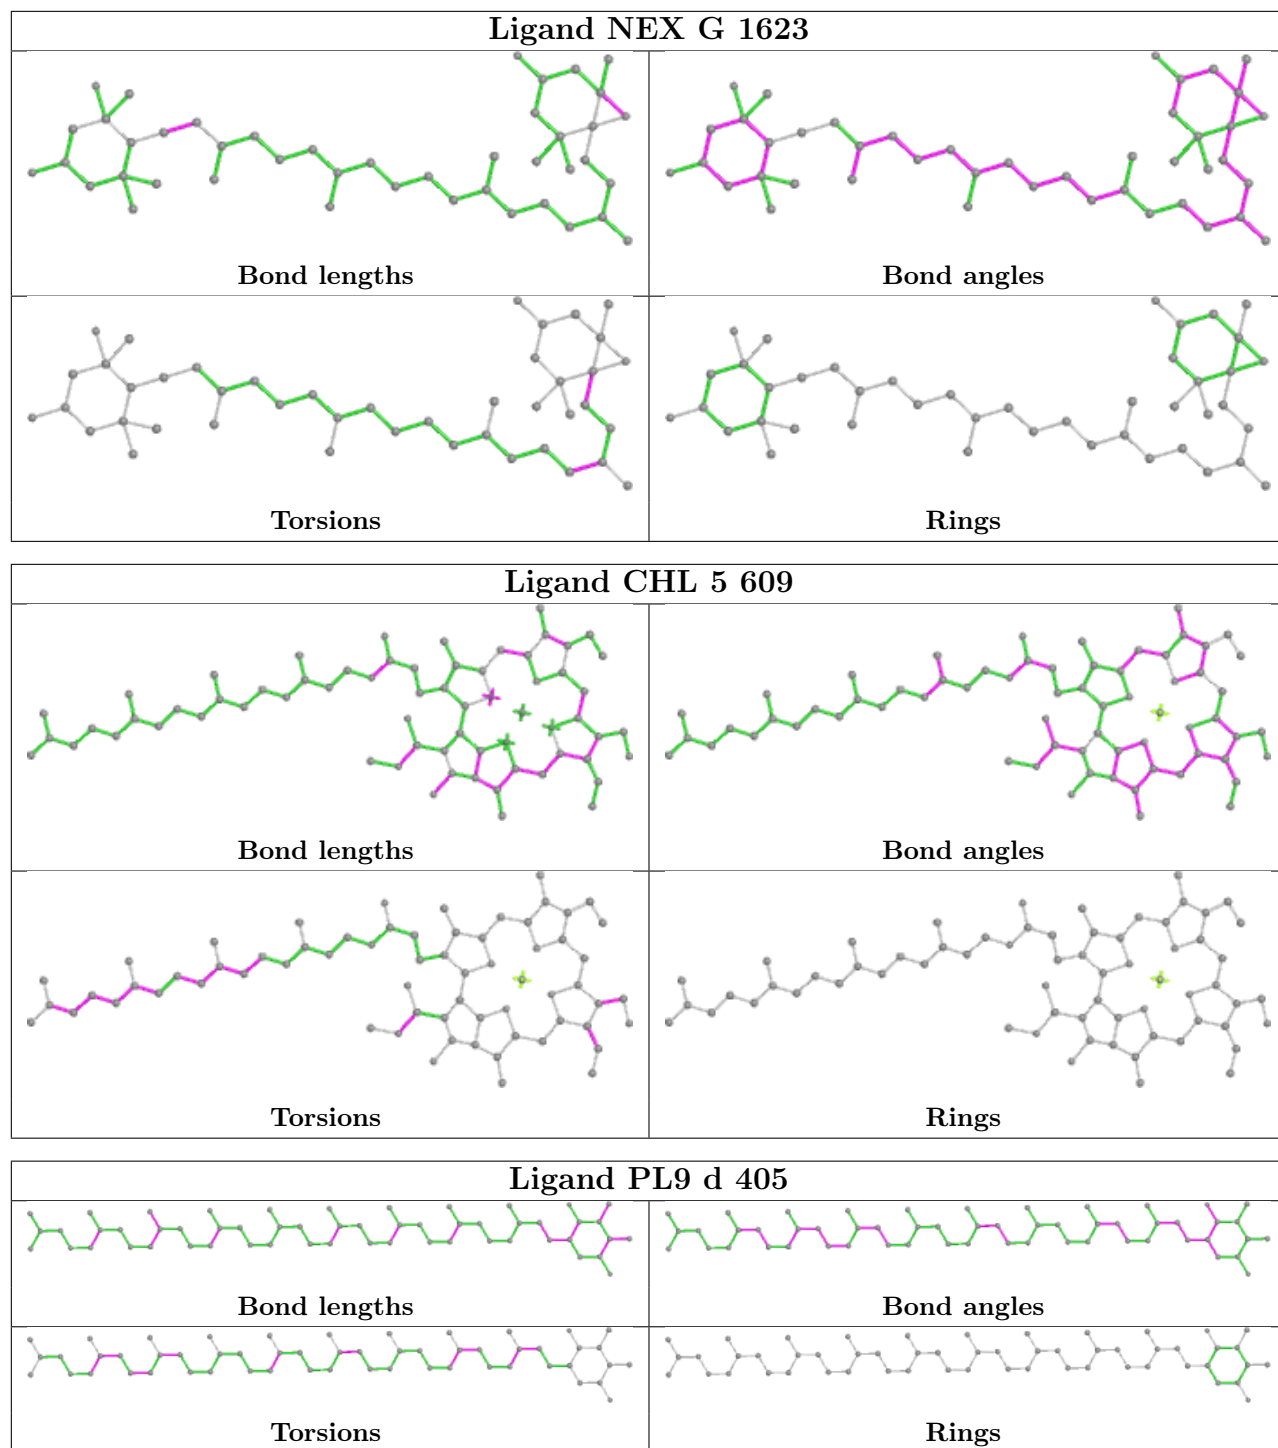 Ligand NEX G 1623
Bond lengths
Bond angles
Torsions
Rings
Ligand CHL 5 609
Bond lengths
Bond angles
Torsions
Rings
Ligand PL9 d 405
Bond lengths
Bond angles
Torsions
Rings